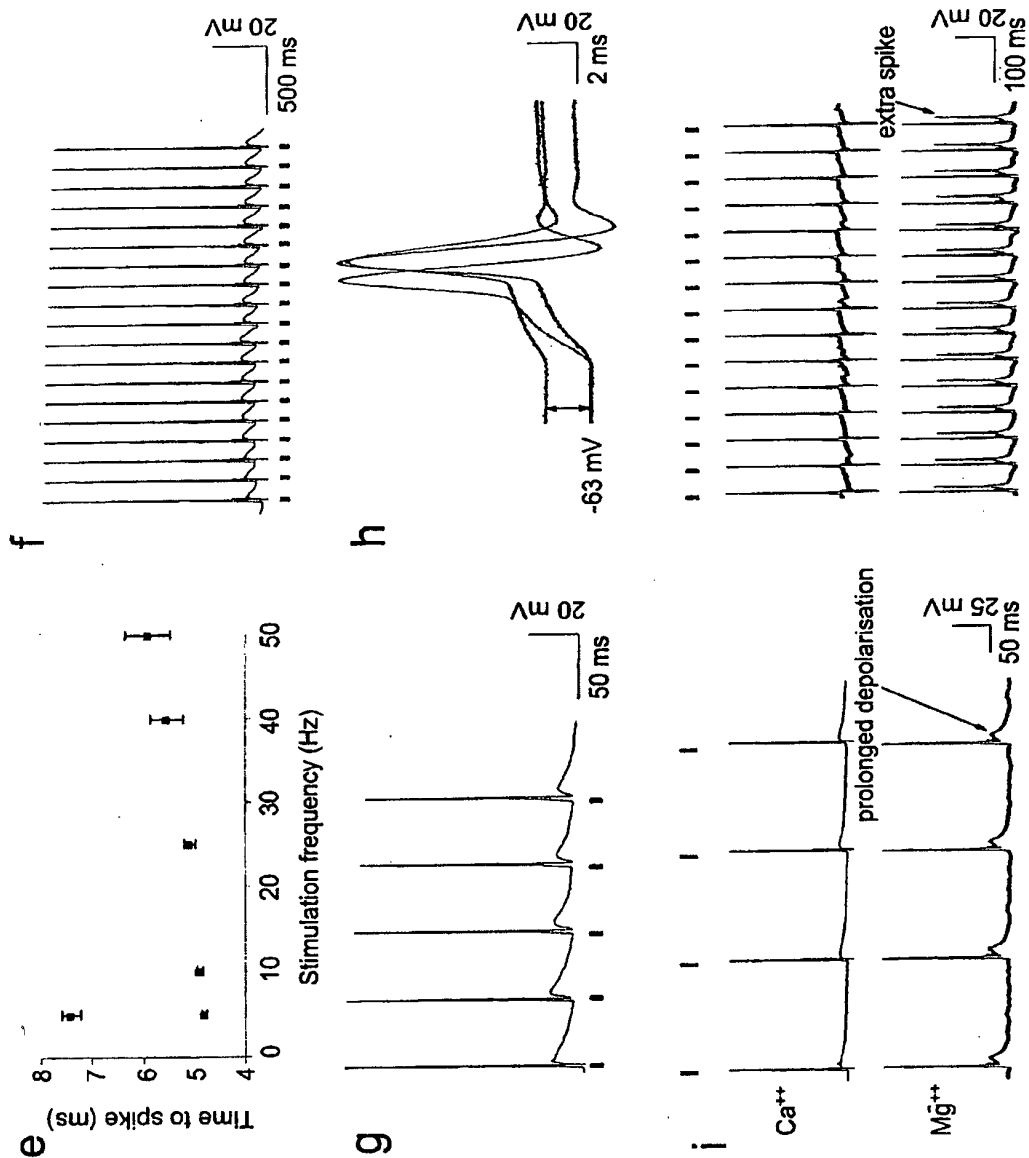 e
8
7
6
5
4
Time to spike (ms)
0
10
20
30
40
50
Stimulation frequency (Hz)
f
20 mV
500 ms
g
20 mV
50 ms
h
-63 mV
20 mV
2 ms
i
Ca++
Mg++
prolonged depolarisation
25 mV
50 ms
extra spike
20 mV
100 ms